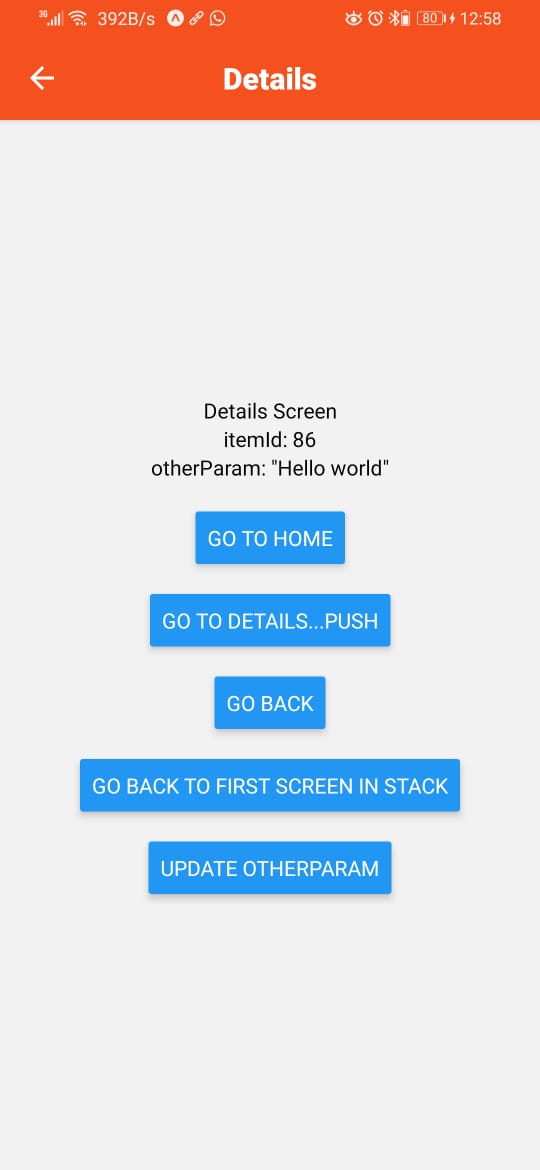 3G 392B/s 80 12:58
Details
Details Screen
itemId: 86
otherParam: "Hello world"
GO TO HOME
GO TO DETAILS...PUSH
GO BACK
GO BACK TO FIRST SCREEN IN STACK
UPDATE OTHERPARAM